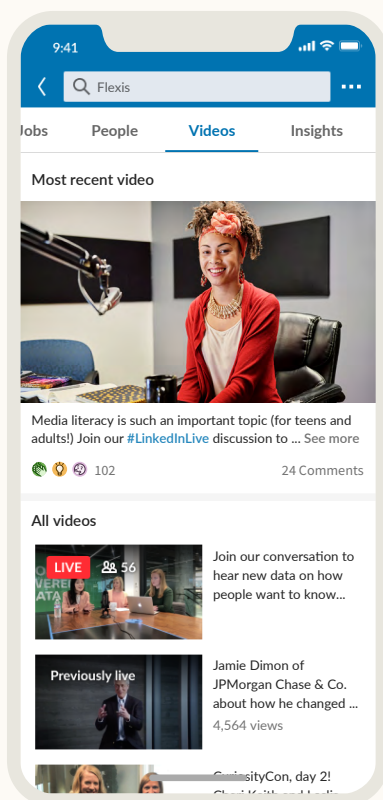 9:41
Flexis
Jobs People Videos Insights
Most recent video
Media literacy is such an important topic (for teens and
adults!) Join our #LinkedInLive discussion to ... See more
102 24 Comments
All videos
LIVE 56
Join our conversation to
hear new data on how
people want to know...
Previously live
Jamie Dimon of
JPMorgan Chase & Co.
about how he changed ...
4,564 views
CuriosityCon, day 2!